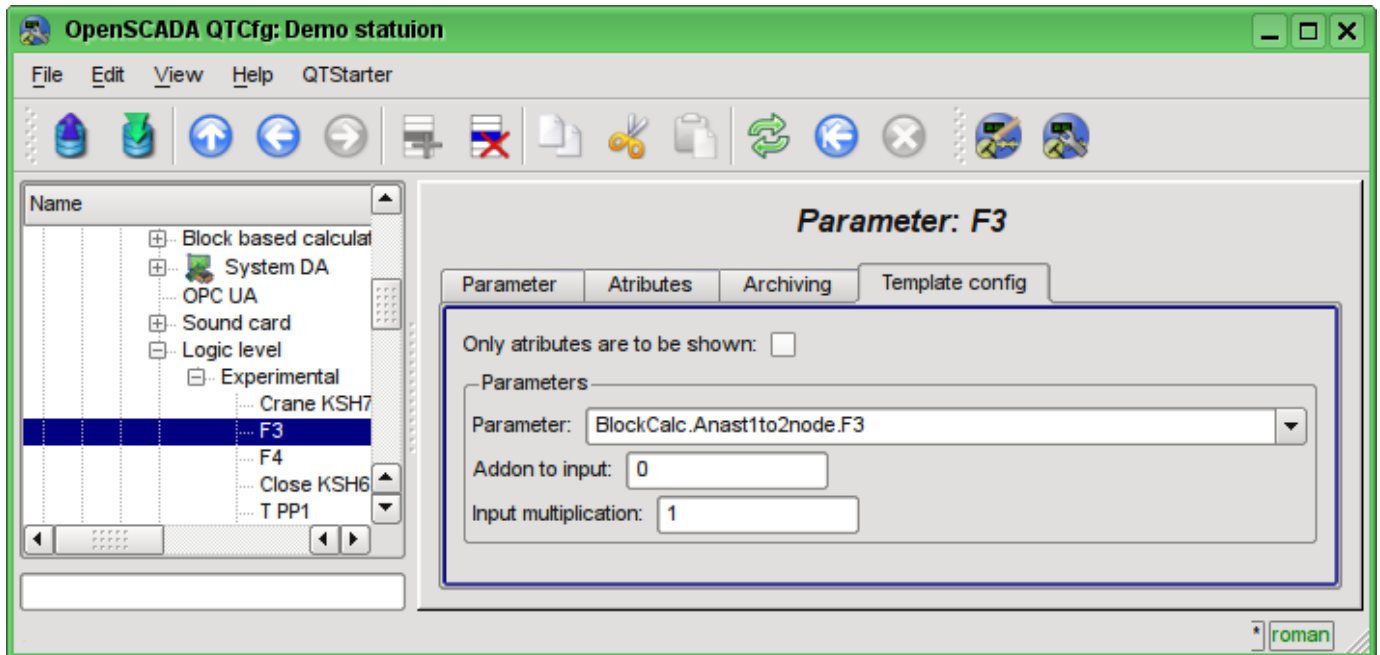 OpenSCADA QTCfg: Demo statuion
File Edit View Help QTStarter
Name
Block based calculat
System DA
OPC UA
Sound card
Logic level
Experimental
Crane KSH7
F3
F4
Close KSH6
T PP1
Parameter: F3
Parameter Atributes Archiving Template config
Only atributes are to be shown:
Parameters
Parameter: BlockCalc.Anast1to2node.F3
Addon to input: 0
Input multiplication: 1
* roman